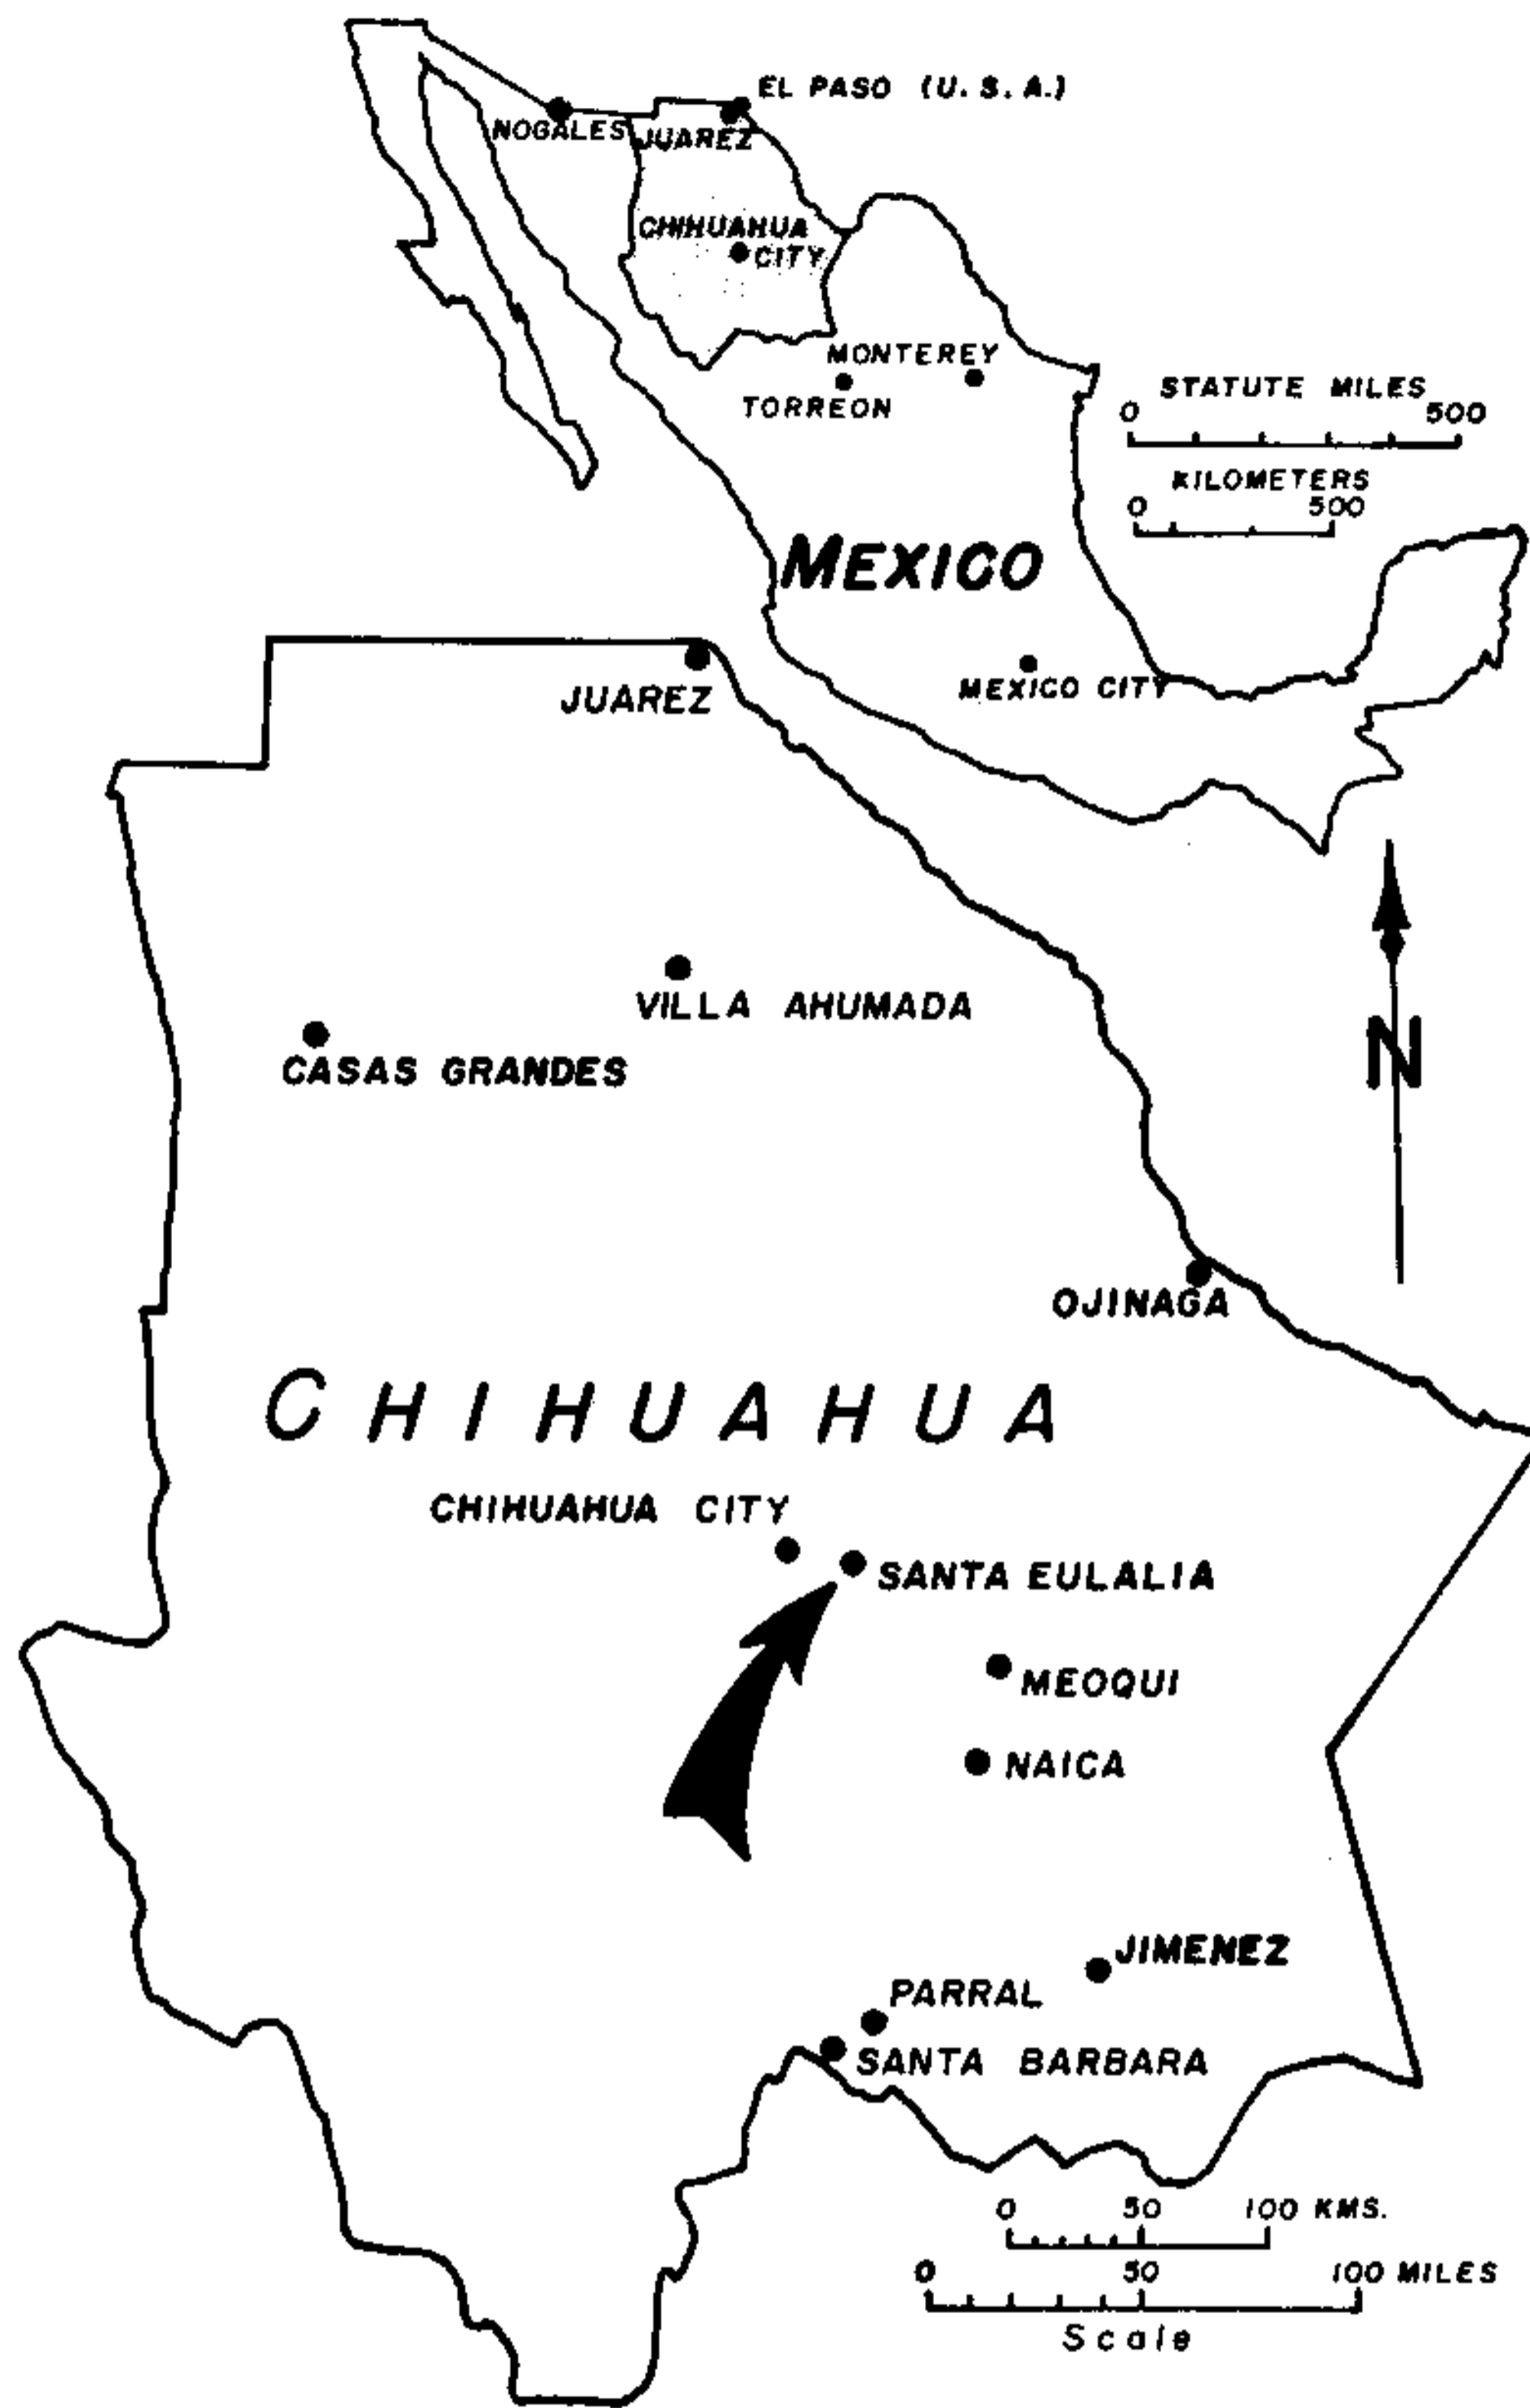 EL PASO (U.S.A.)
NOGALES
JUAREZ
CHIHUAHUA
CITY
MONTEREY
TORREON
STATUTE MILES
0 500
KILOMETERS
0 500
MEXICO
MEXICO CITY
JUAREZ
VILLA AHUMADA
CASAS GRANDES
N
OJINAGA
CHIHUAHUA
CHIHUAHUA CITY
SANTA EULALIA
MEOQUI
NAICA
JIMENEZ
PARRAL
SANTA BARBARA
0 50 100 KMS.
0 50 100 MILES
Scale